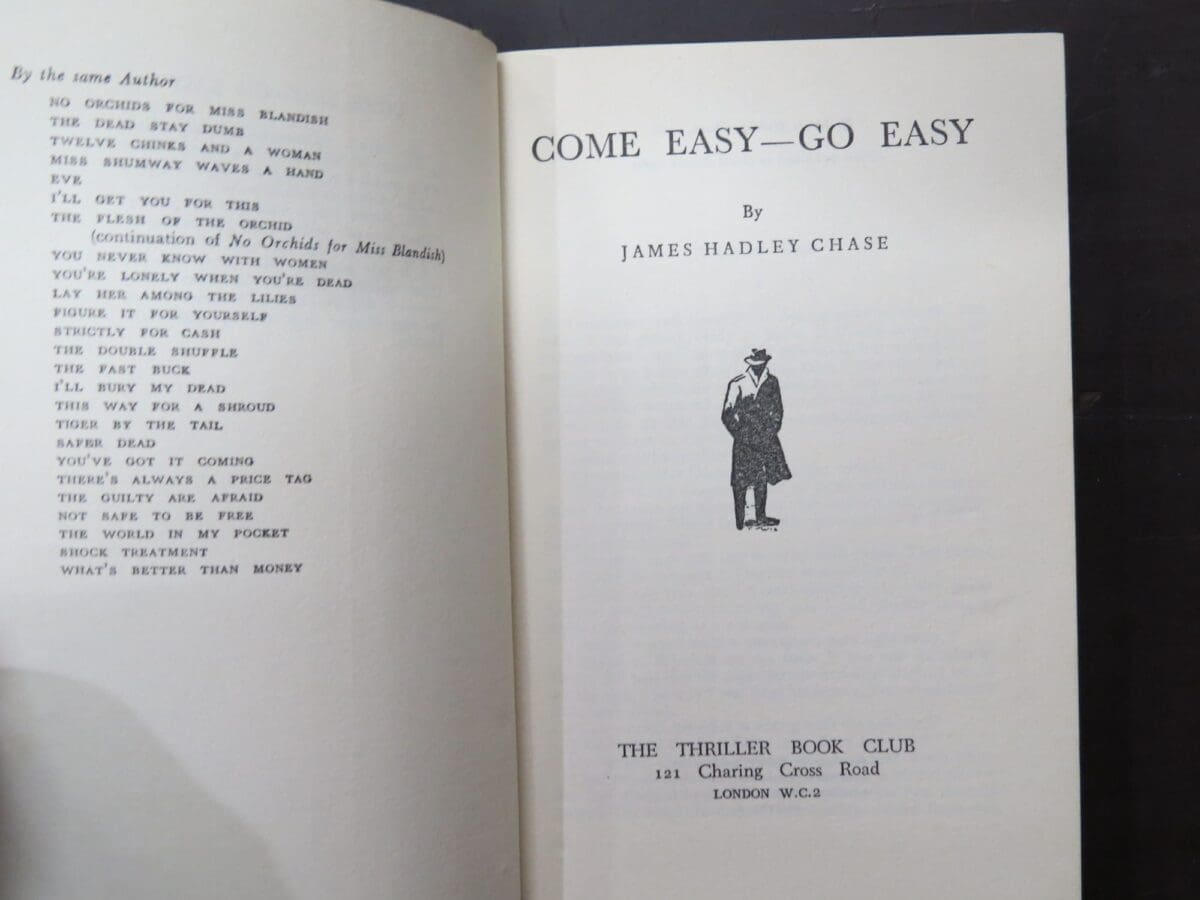 By the same Author
NO ORCHIDS FOR MISS BLANDISH
THE DEAD STAY DUMB
TWELVE CHINKS AND A WOMAN
MISS SHUMWAY WAVES A HAND
EVE
I'LL GET YOU FOR THIS
THE FLESH OF THE ORCHID
(continuation of No Orchids for Miss Blandish)
YOU NEVER KNOW WITH WOMEN
YOU'RE LONELY WHEN YOU'RE DEAD
LAY HER AMONG THE LILIES
FIGURE IT FOR YOURSELF
STRICTLY FOR CASH
THE DOUBLE SHUFFLE
THE FAST BUCK
I'LL BURY MY DEAD
THIS WAY FOR A SHROUD
TIGER BY THE TAIL
SAFER DEAD
YOU'VE GOT IT COMING
THERE'S ALWAYS A PRICE TAG
THE GUILTY ARE AFRAID
NOT SAFE TO BE FREE
THE WORLD IN MY POCKET
SHOCK TREATMENT
WHAT'S BETTER THAN MONEY
COME EASY—GO EASY
By
JAMES HADLEY CHASE
THE THRILLER BOOK CLUB
121 Charing Cross Road
LONDON W.C.2